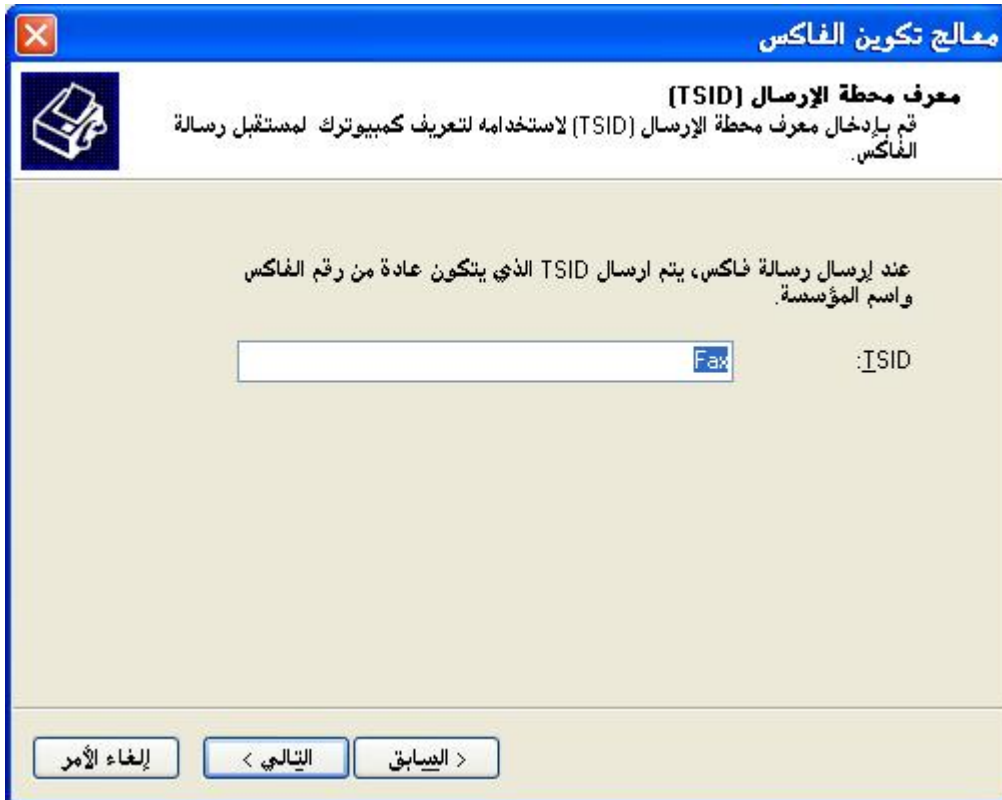 معالج تكوين الفاكس
معرف محطة الإرسال (TSID)
قم بإدخال معرف محطة الإرسال (TSID) لاستخدامه لتعريف كمبيوترك لمستقبل رسالة
الفاكس.
عند إرسال رسالة فاكس، يتم ارسال TSID الذي يتكون عادة من رقم الفاكس
واسم المؤسسة.
TSID:
Fax
< السابق
التالي >
إلغاء الأمر